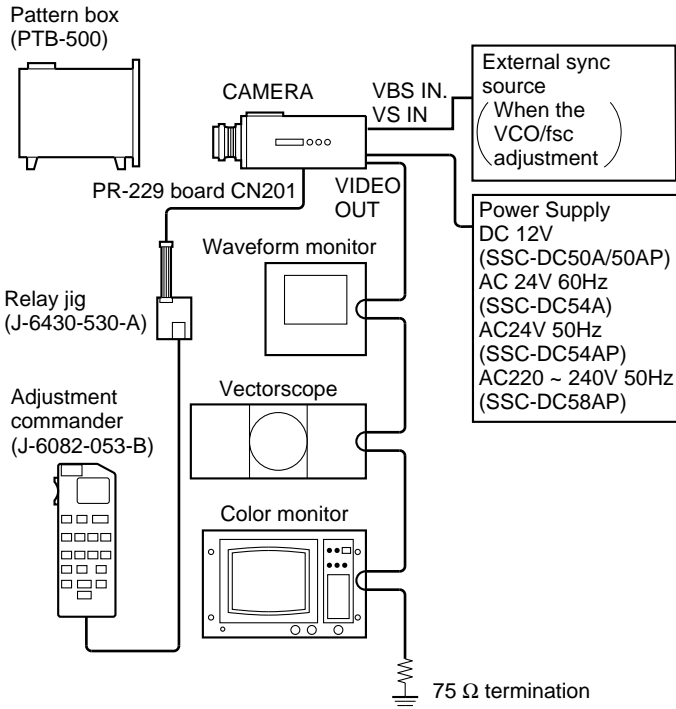 Pattern box
(PTB-500)
CAMERA
VBS IN.
VS IN
External sync
source
When the
VCO/fsc
adjustment
PR-229 board CN201
VIDEO
OUT
Power Supply
DC 12V
(SSC-DC50A/50AP)
AC 24V 60Hz
(SSC-DC54A)
AC24V 50Hz
(SSC-DC54AP)
AC220 ~ 240V 50Hz
(SSC-DC58AP)
Waveform monitor
Relay jig
(J-6430-530-A)
Vectorscope
Adjustment
commander
(J-6082-053-B)
Color monitor
75 Ω termination